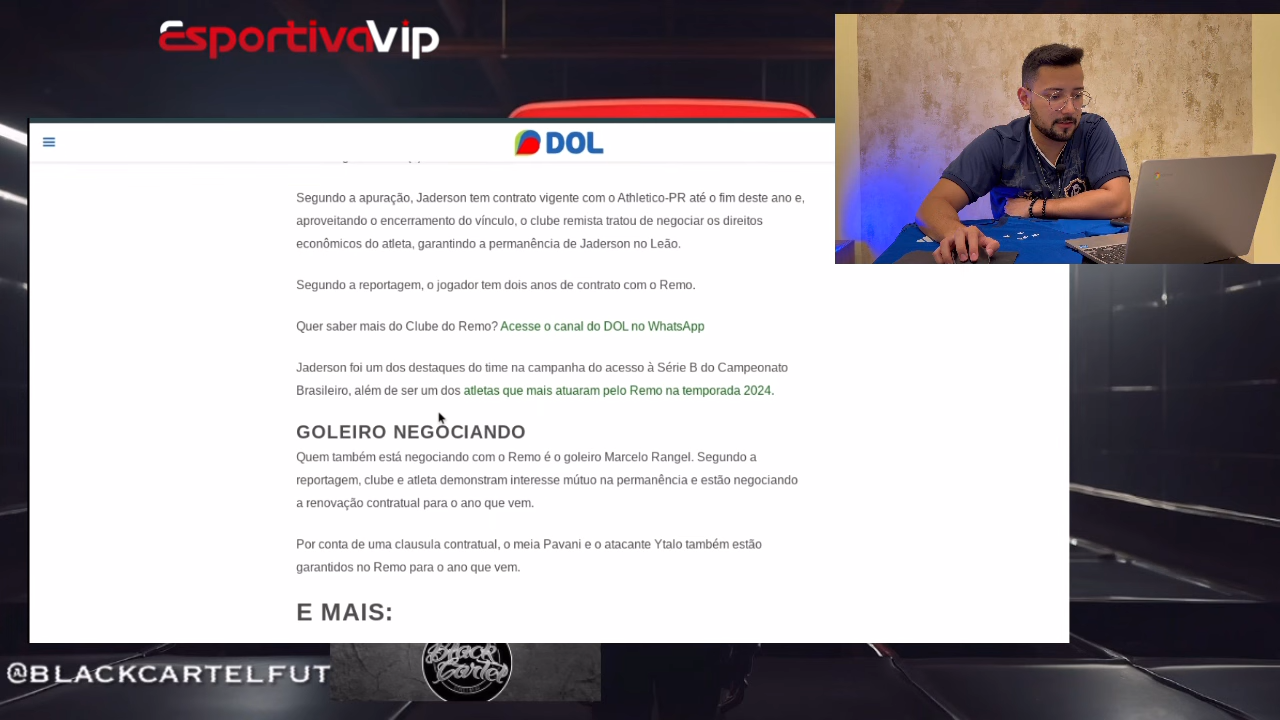 EsportivaVip
DOL
Segundo a apuração, Jaderson tem contrato vigente com o Athletico-PR até o fim deste ano e,
aproveitando o encerramento do vínculo, o clube remista tratou de negociar os direitos
econômicos do atleta, garantindo a permanência de Jaderson no Leão.
Segundo a reportagem, o jogador tem dois anos de contrato com o Remo.
Quer saber mais do Clube do Remo? Acesse o canal do DOL no WhatsApp
Jaderson foi um dos destaques do time na campanha do acesso à Série B do Campeonato
Brasileiro, além de ser um dos atletas que mais atuaram pelo Remo na temporada 2024.
GOLEIRO NEGOCIANDO
Quem também está negociando com o Remo é o goleiro Marcelo Rangel. Segundo a
reportagem, clube e atleta demonstram interesse mútuo na permanência e estão negociando
a renovação contratual para o ano que vem.
Por conta de uma clausula contratual, o meia Pavani e o atacante Ytalo também estão
garantidos no Remo para o ano que vem.
E MAIS:
@BLACKCARTELFUT
Black
Cartel